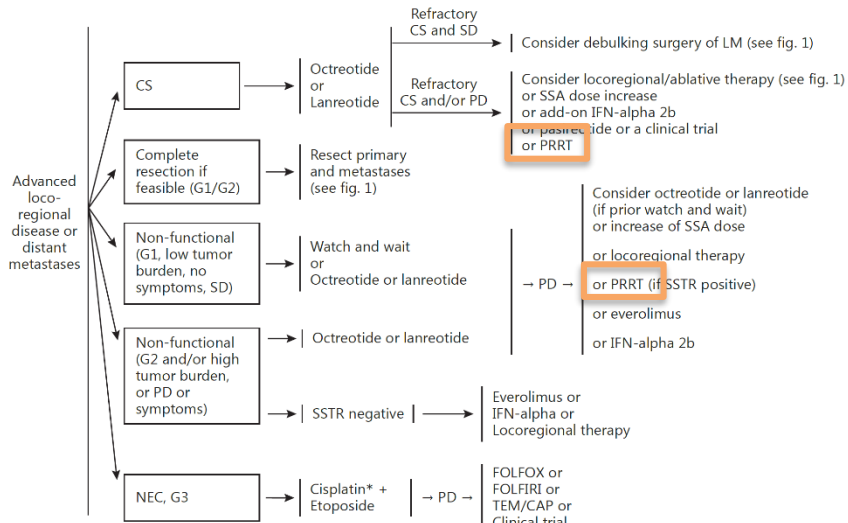 Advanced
loco-
regional
disease or
distant
metastases
CS
Octreotide
or
Lanreotide
Refractory
CS and SD
Consider debulking surgery of LM (see fig. 1)
Refractory
CS and/or PD
Consider locoregional/ablative therapy (see fig. 1)
or SSA dose increase
or add-on IFN-alpha 2b
or pasireotide or a clinical trial
or PRRT
Complete
resection if
feasible (G1/G2)
Resect primary
and metastases
(see fig. 1)
Non-functional
(G1, low tumor
burden, no
symptoms, SD)
Watch and wait
or
Octreotide or lanreotide
Non-functional
(G2 and/or high
tumor burden,
or PD or
symptoms)
Octreotide or lanreotide
→ PD →
Consider octreotide or lanreotide
(if prior watch and wait)
or increase of SSA dose
or locoregional therapy
or PRRT (if SSTR positive)
or everolimus
or IFN-alpha 2b
SSTR negative
Everolimus or
IFN-alpha or
Locoregional therapy
NEC, G3
Cisplatin* +
Etoposide
→ PD →
FOLFOX or
FOLFIRI or
TEM/CAP or
Clinical trial